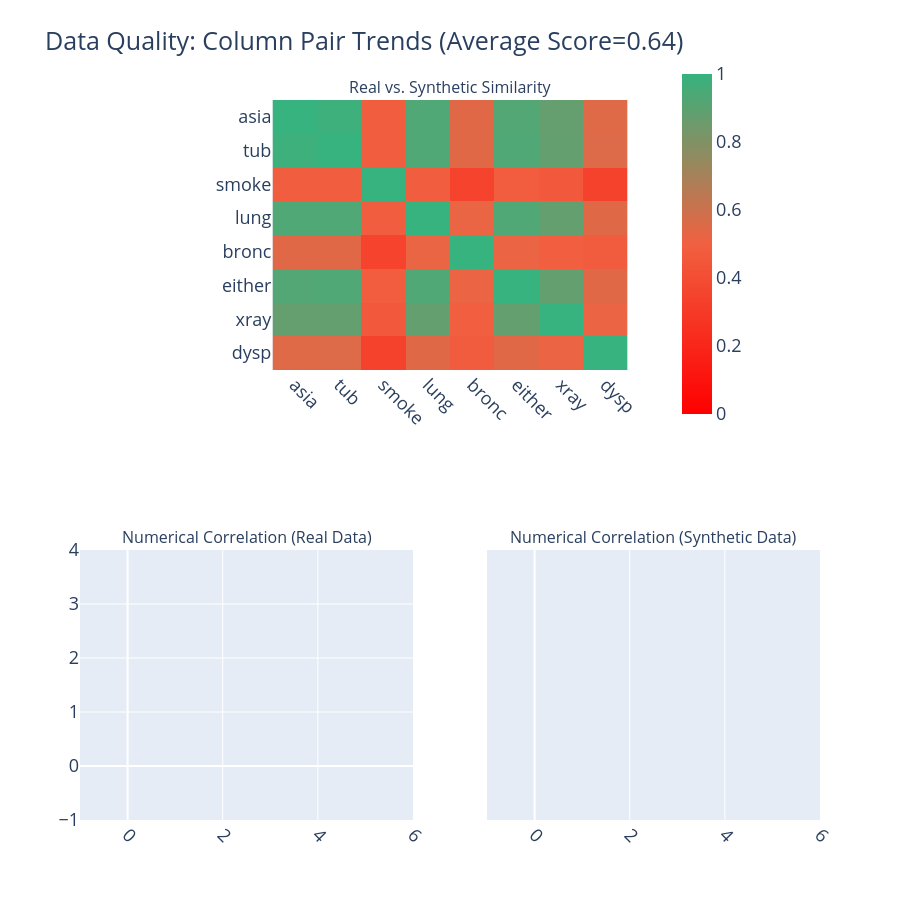 Data Quality: Column Pair Trends (Average Score=0.64)
Real vs. Synthetic Similarity
asia
tub
smoke
lung
bronc
either
xray
dysp
asia tub smoke lung bronc either xray dysp
1
0.8
0.6
0.4
0.2
0
Numerical Correlation (Real Data)
4
3
2
1
0
−1
0 2 4 6
Numerical Correlation (Synthetic Data)
0 2 4 6